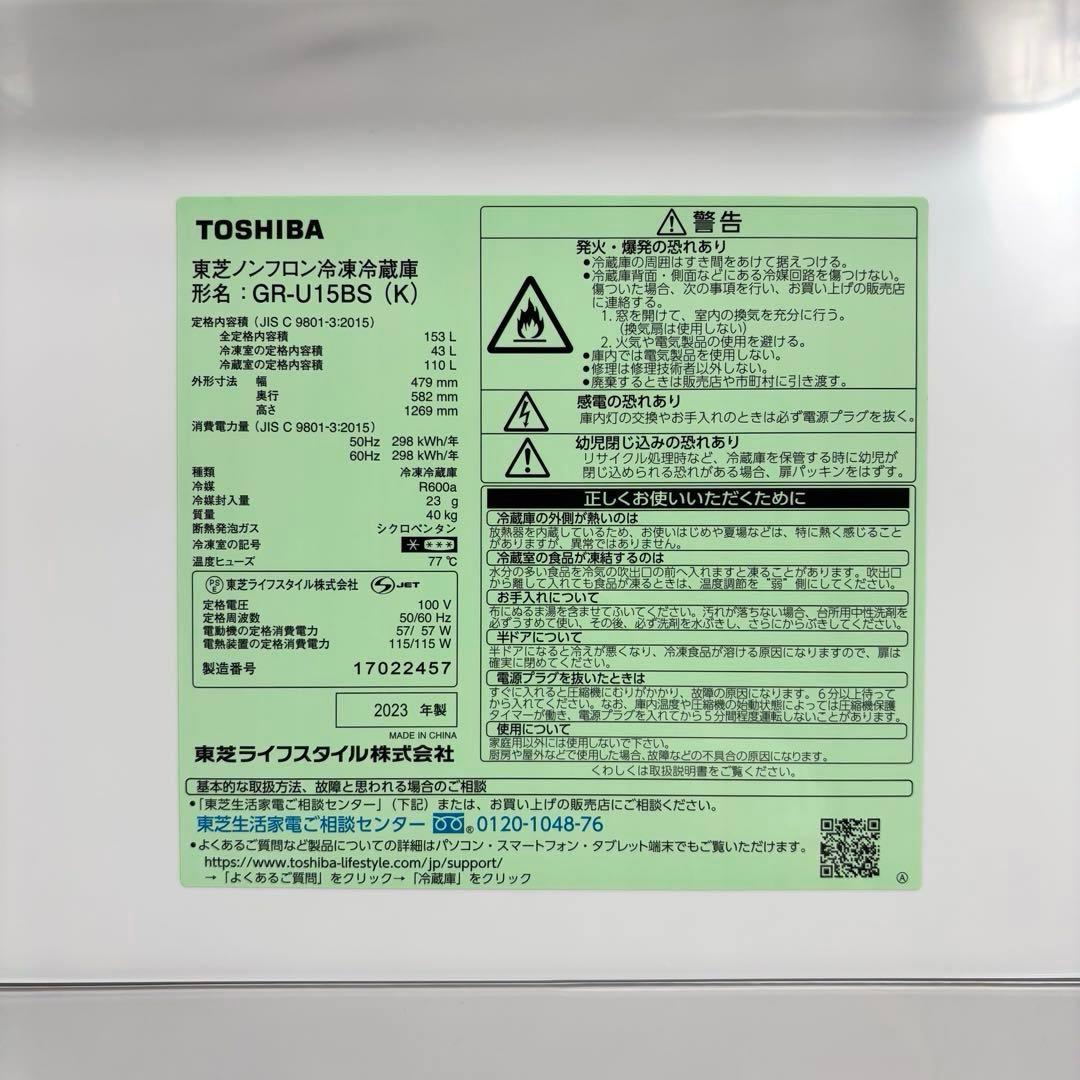 TOSHIBA
東芝ノンフロン冷凍冷蔵庫
形名：GR-U15BS（K）
定格内容積（JIS C 9801-3:2015）
全定格内容積 153 L
冷凍室の定格内容積 43 L
冷蔵室の定格内容積 110 L
外形寸法 幅 479 mm
奥行 582 mm
高さ 1269 mm
消費電力量（JIS C 9801-3:2015）
50Hz 298 kWh/年
60Hz 298 kWh/年
種類 冷凍冷蔵庫
冷媒 R600a
冷媒封入量 23 g
質量 40 kg
断熱発泡ガス シクロペンタン
冷凍室の記号 * ***
温度ヒューズ 77 ℃
PSE 東芝ライフスタイル株式会社 S JET
定格電圧 100 V
定格周波数 50/60 Hz
電動機の定格消費電力 57/ 57 W
電熱装置の定格消費電力 115/115 W
製造番号 17022457
2023 年製
MADE IN CHINA
東芝ライフスタイル株式会社
警告
発火・爆発の恐れあり
●冷蔵庫の周囲はすき間をあけて据えつける。
●冷蔵庫背面・側面などにある冷媒回路を傷つけない。
傷ついた場合、次の事項を行い、お買い上げの販売店
に連絡する。
1. 窓を開けて、室内の換気を充分に行う。
(換気扇は使用しない)
2. 火気や電気製品の使用を避ける。
●庫内では電気製品を使用しない。
●修理は修理技術者以外しない。
●廃棄するときは販売店や市町村に引き渡す。
感電の恐れあり
庫内灯の交換やお手入れのときは必ず電源プラグを抜く。
幼児閉じ込みの恐れあり
リサイクル処理時など、冷蔵庫を保管する時に幼児が
閉じ込められる恐れがある場合、扉パッキンをはずす。
正しくお使いいただくために
冷蔵庫の外側が熱いのは
放熱器を内蔵しているため、お使いはじめや夏場などは、特に熱く感じること
がありますが、異常ではありません。
冷蔵室の食品が凍結するのは
水分の多い食品を冷気の吹出口の前へ入れますと凍ることがあります。吹出口
から離して入れても食品が凍るときは、温度調節を“弱”側にしてください。
お手入れについて
布にぬるま湯を含ませてふいてください。汚れが落ちない場合、台所用中性洗剤を
必ずうすめて使い、その後、必ず洗剤を水ぶきし、さらにからぶきしてください。
半ドアについて
半ドアになると冷えが悪くなり、冷凍食品が溶ける原因になりますので、扉は
確実に閉めてください。
電源プラグを抜いたときは
すぐに入れると圧縮機にむりがかかり、故障の原因になります。6分以上待って
から入れてください。なお、庫内温度や圧縮機の始動状態によっては圧縮機保護
タイマーが働き、電源プラグを入れてから5分間程度運転しないことがあります。
使用について
家庭用以外には使用しないで下さい。
厨房や屋外などで使用した場合、故障などの不具合の原因になります。
くわしくは取扱説明書をご覧ください。
基本的な取扱方法、故障と思われる場合のご相談
●「東芝生活家電ご相談センター」（下記）または、お買い上げの販売店にご相談ください。
東芝生活家電ご相談センター ® 0120-1048-76
●よくあるご質問など製品についての詳細はパソコン・スマートフォン・タブレット端末でもご覧いただけます。
https://www.toshiba-lifestyle.com/jp/support/
→「よくあるご質問」をクリック→「冷蔵庫」をクリック
Ⓐ